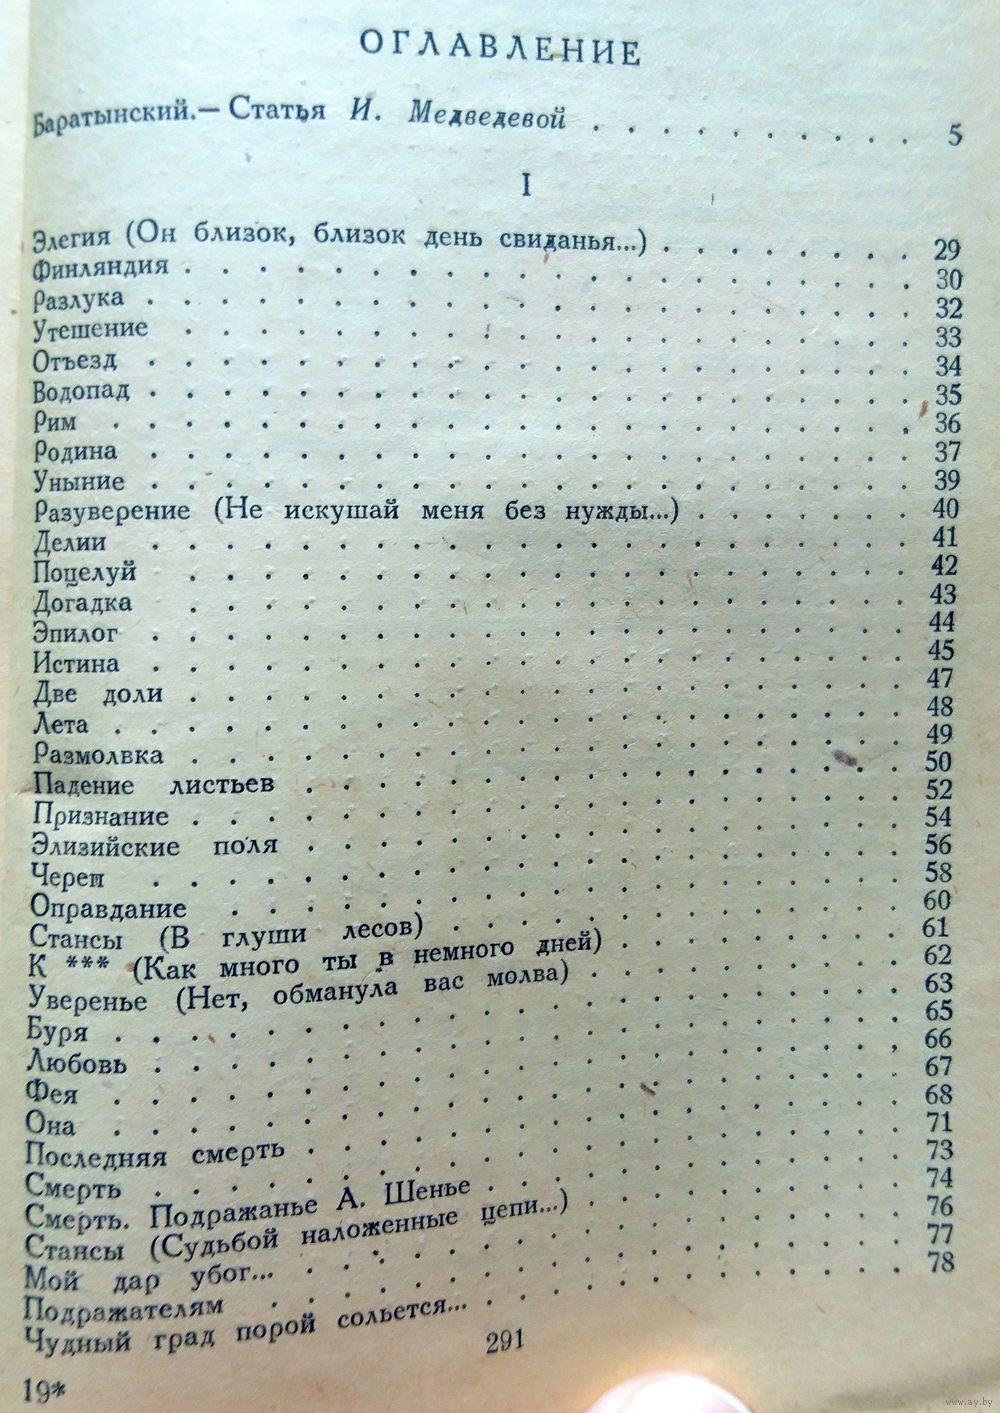 ОГЛАВЛЕНИЕ
Баратынский.— Статья И. Медведевой . . . . . . . . . . 5
I
Элегия (Он близок, близок день свиданья...) . . . . . . . 29
Финляндия . . . . . . . . . . 30
Разлука . . . . . . . . . . 32
Утешение . . . . . . . . . . 33
Отъезд . . . . . . . . . . 34
Водопад . . . . . . . . . . 35
Рим . . . . . . . . . . 36
Родина . . . . . . . . . . 37
Уныние . . . . . . . . . . 39
Разуверение (Не искушай меня без нужды...) . . . . . . 40
Делии . . . . . . . . . . 41
Поцелуй . . . . . . . . . . 42
Догадка . . . . . . . . . . 43
Эпилог . . . . . . . . . . 44
Истина . . . . . . . . . . 45
Две доли . . . . . . . . . . 47
Лета . . . . . . . . . . 48
Размолвка . . . . . . . . . . 49
Падение листьев . . . . . . . . . . 50
Признание . . . . . . . . . . 52
Элизийские поля . . . . . . . . . . 54
Череп . . . . . . . . . . 56
Оправдание . . . . . . . . . . 58
Стансы (В глуши лесов) . . . . . . . . . . 60
К *** (Как много ты в немного дней) . . . . . . . . 61
Уверенье (Нет, обманула вас молва) . . . . . . . . 62
Буря . . . . . . . . . . 63
Любовь . . . . . . . . . . 65
Фея . . . . . . . . . . 66
Она . . . . . . . . . . 67
Последняя смерть . . . . . . . . . . 68
Смерть . . . . . . . . . . 71
Смерть. Подражанье А. Шенье . . . . . . . . . . 73
Стансы (Судьбой наложенные цепи...) . . . . . . . . 74
Мой дар убог... . . . . . . . . . . 76
Подражателям . . . . . . . . . . 77
Чудный град порой сольется... . . . . . . . . . . 78
291
19*
www.ay.by